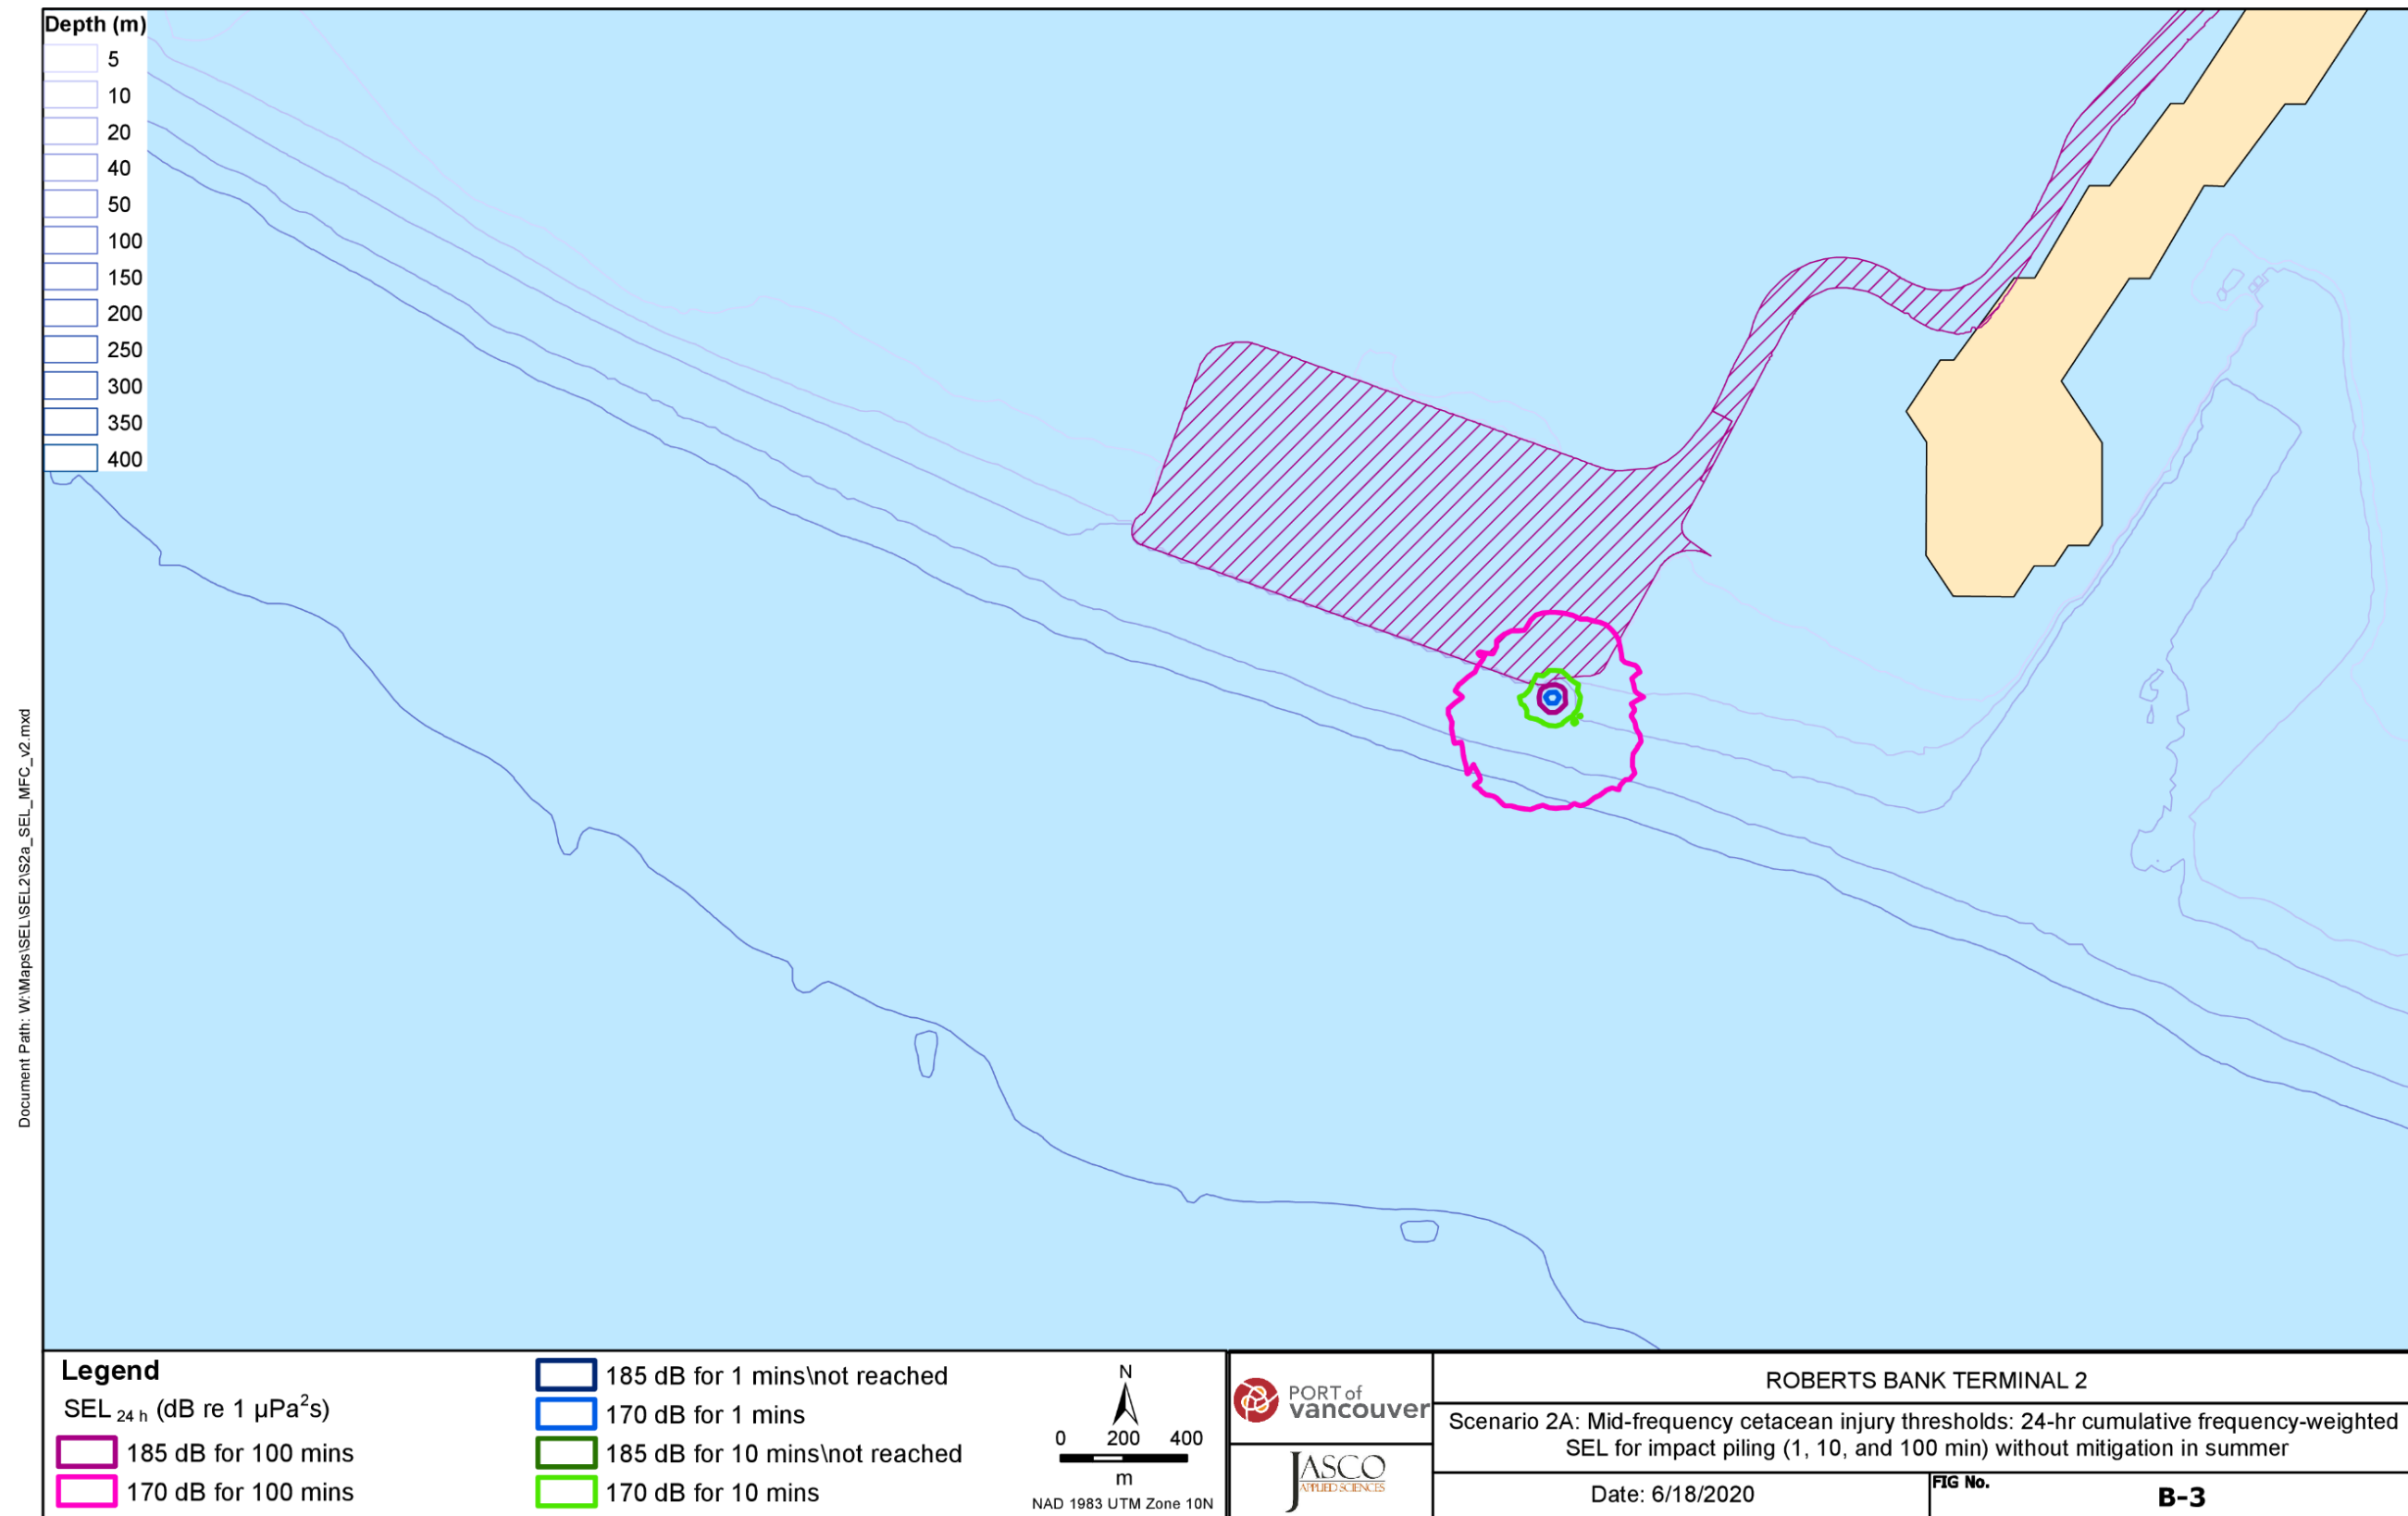 Depth (m)
5
10
20
40
50
100
150
200
250
300
350
400
Document Path: W:\Maps\SEL\SEL2\S2a_SEL_MFC_v2.mxd
Legend
SEL 24 h (dB re 1 µPa²s)
185 dB for 100 mins
170 dB for 100 mins
185 dB for 1 mins\not reached
170 dB for 1 mins
185 dB for 10 mins\not reached
170 dB for 10 mins
N
0 200 400
m
NAD 1983 UTM Zone 10N
PORT of
vancouver
JASCO
APPLIED SCIENCES
ROBERTS BANK TERMINAL 2
Scenario 2A: Mid-frequency cetacean injury thresholds: 24-hr cumulative frequency-weighted
SEL for impact piling (1, 10, and 100 min) without mitigation in summer
Date: 6/18/2020
FIG No.
B-3